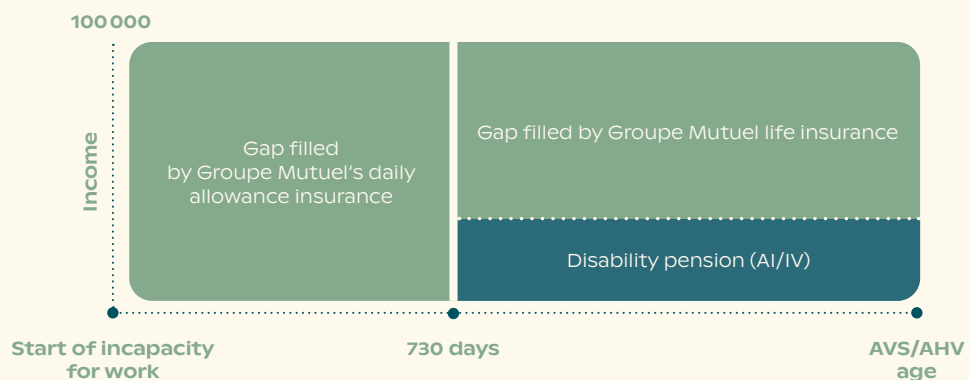 100 000
Income
Gap filled
by Groupe Mutuel's daily
allowance insurance
Gap filled by Groupe Mutuel life insurance
Disability pension (AI/IV)
Start of incapacity
for work
730 days
AVS/AHV
age